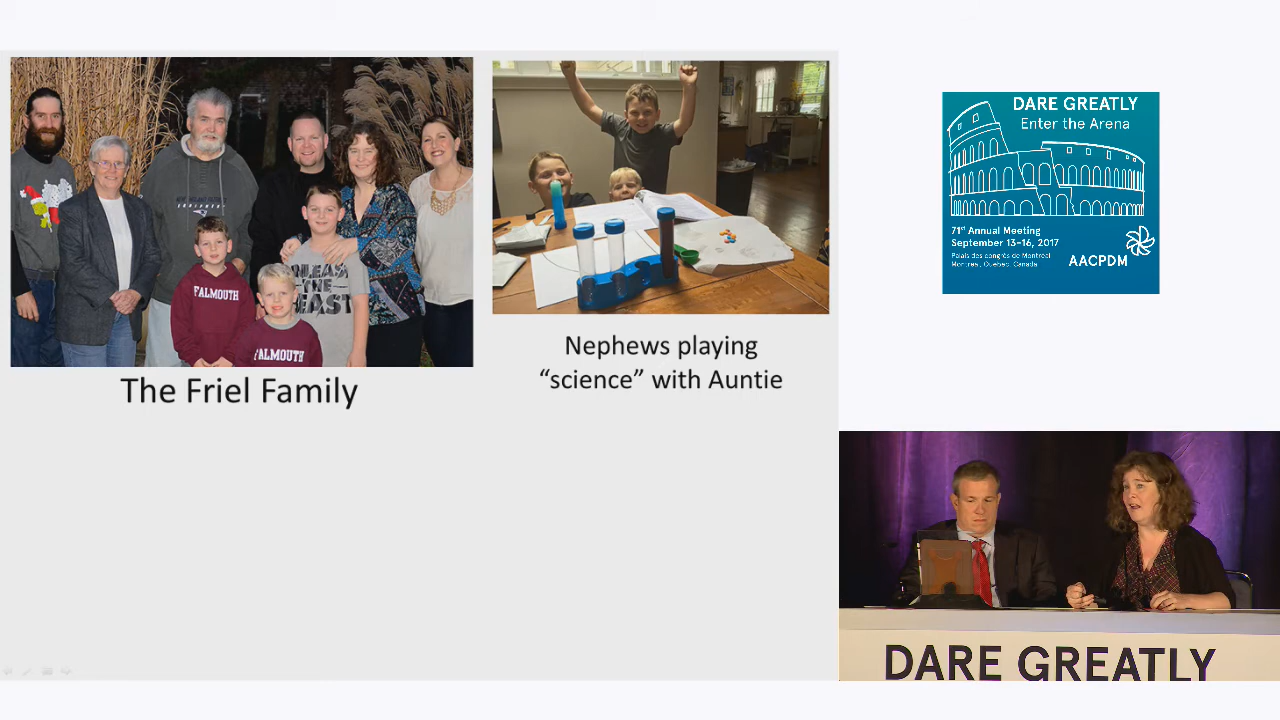 FALMOUTH
FALMOUTH
BEAST
The Friel Family
Nephews playing
“science” with Auntie
DARE GREATLY
Enter the Arena
71st Annual Meeting
September 13-16, 2017
Palais des congrès de Montréal
Montreal, Quebec, Canada
AACPDM
DARE GREATLY